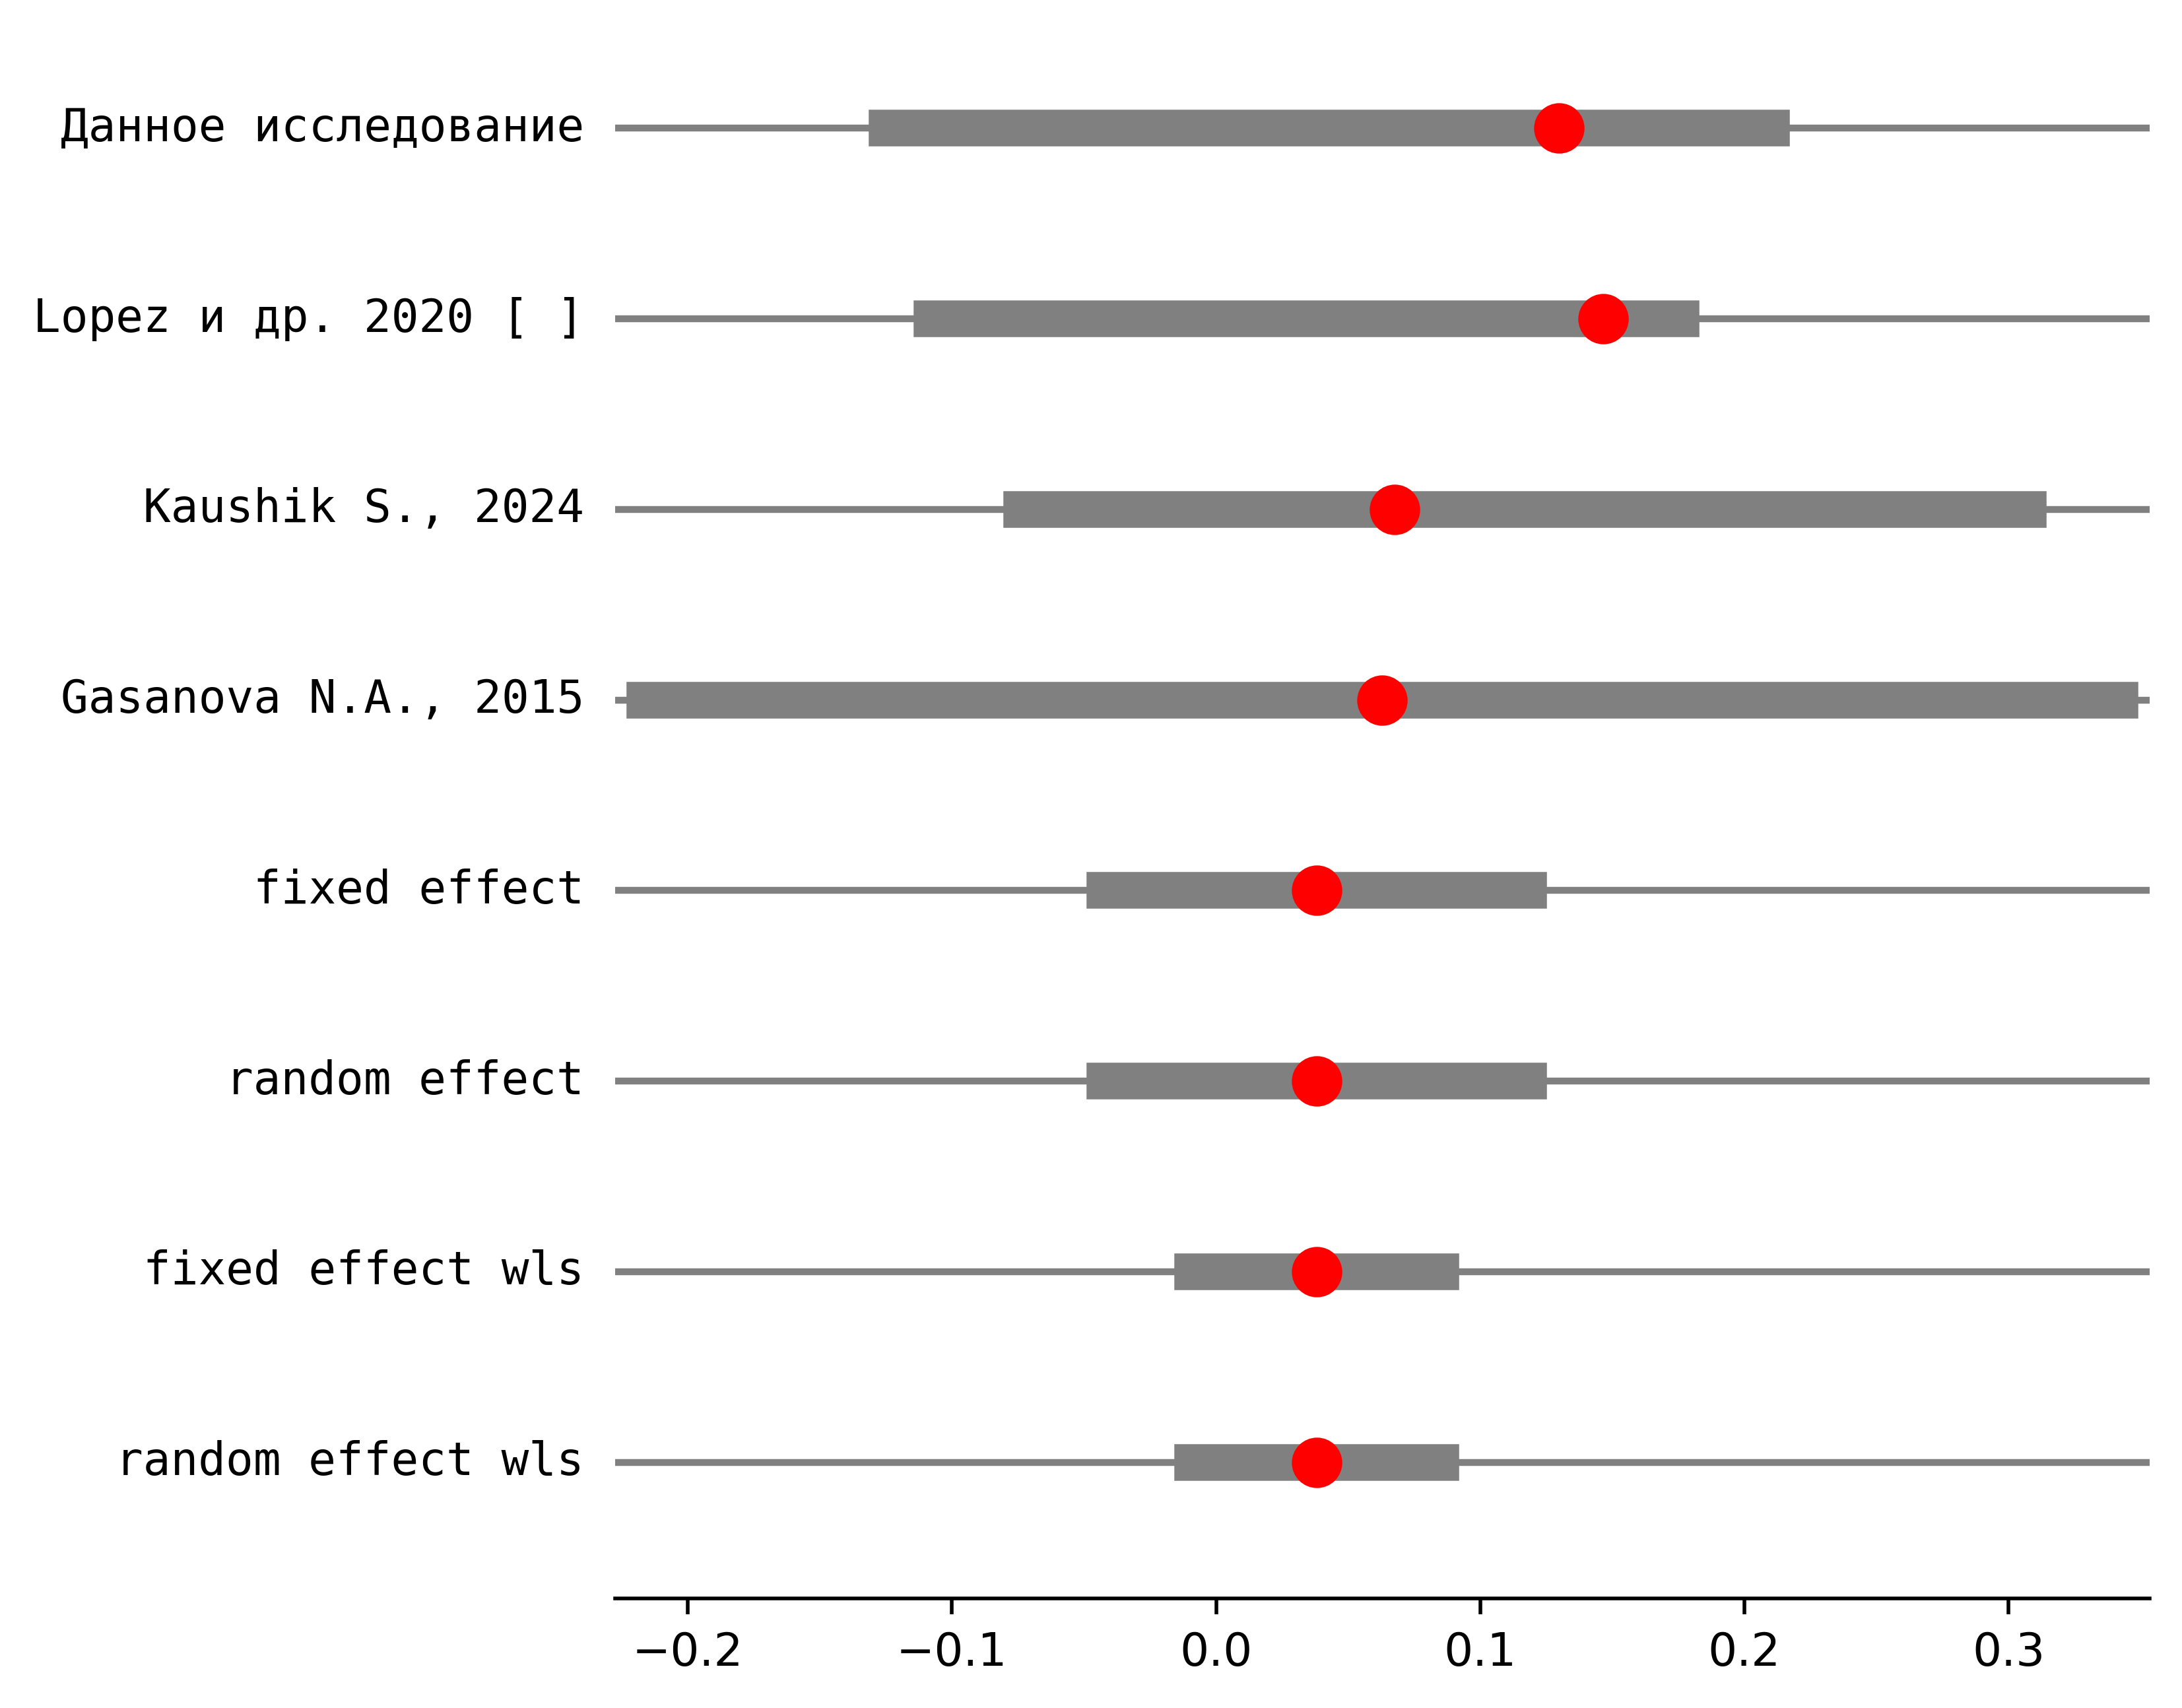 Данное исследование
Lopez и др. 2020 [ ]
Kaushik S., 2024
Gasanova N.A., 2015
fixed effect
random effect
fixed effect wls
random effect wls
−0.2 −0.1 0.0 0.1 0.2 0.3